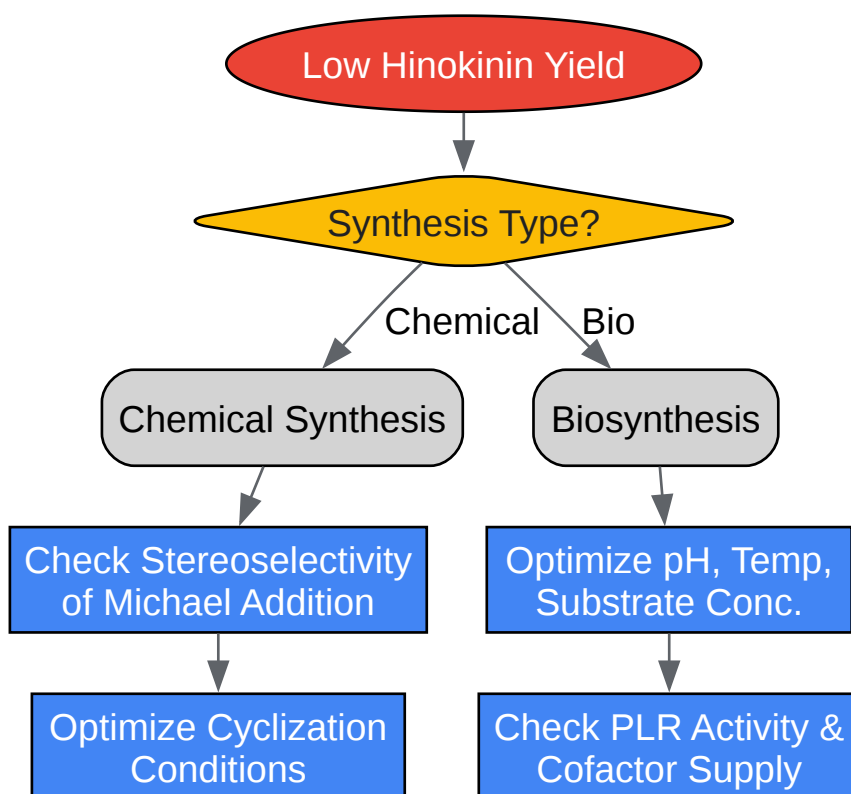 Low Hinokinin Yield
Synthesis Type?
Chemical
Bio
Chemical Synthesis
Biosynthesis
Check Stereoselectivity
of Michael Addition
Optimize pH, Temp,
Substrate Conc.
Optimize Cyclization
Conditions
Check PLR Activity &
Cofactor Supply